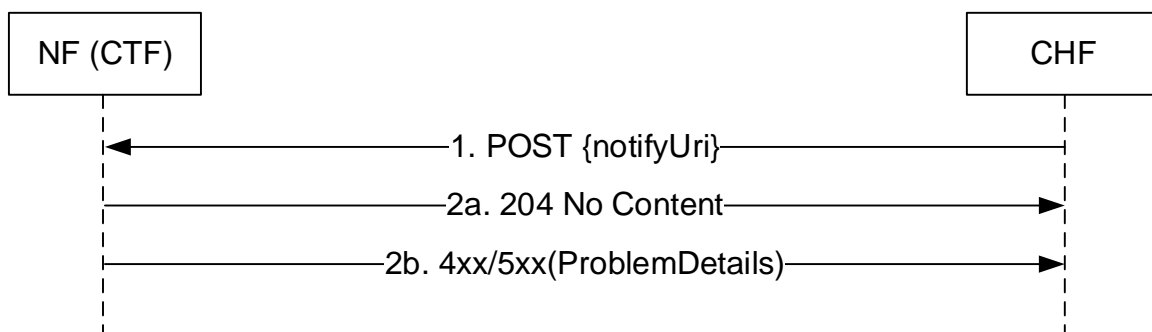 NF (CTF)
CHF
1. POST {notifyUri}
2a. 204 No Content
2b. 4xx/5xx(ProblemDetails)